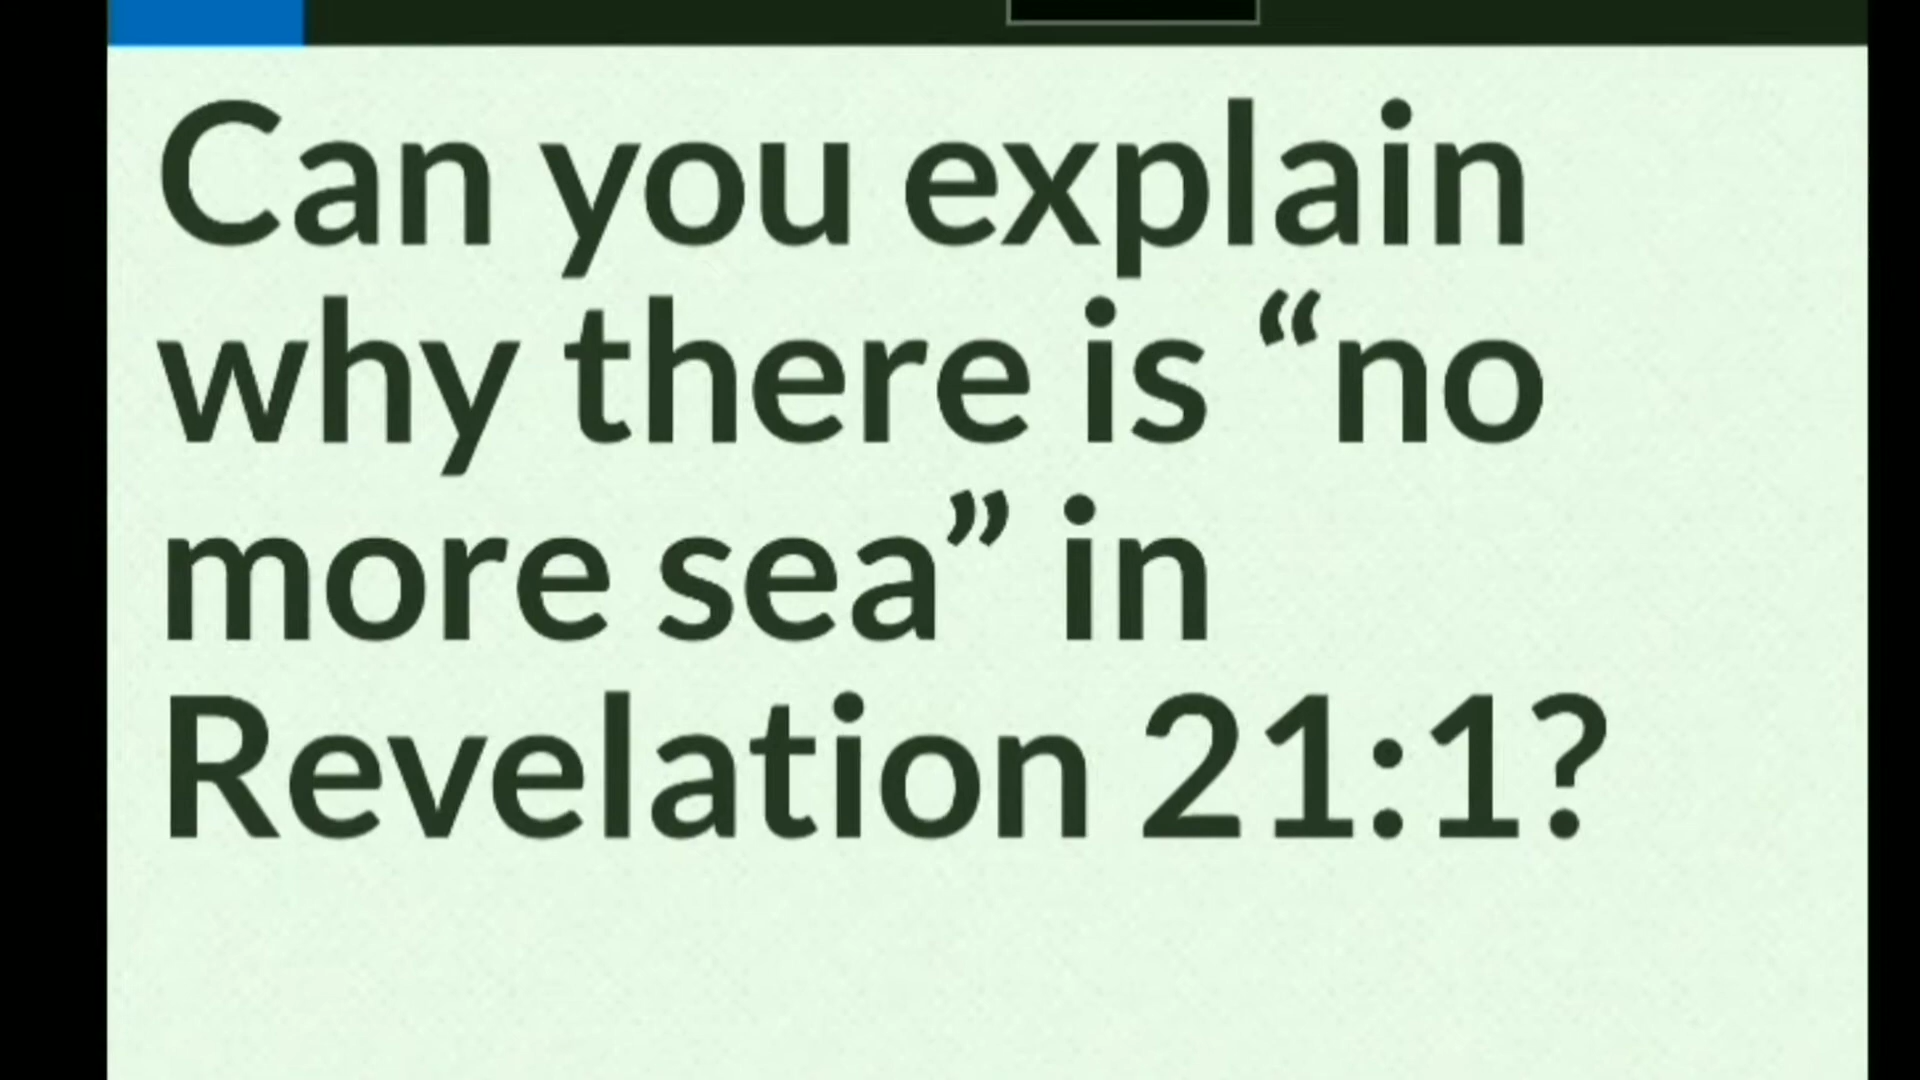 Can you explain
why there is “no
more sea” in
Revelation 21:1?